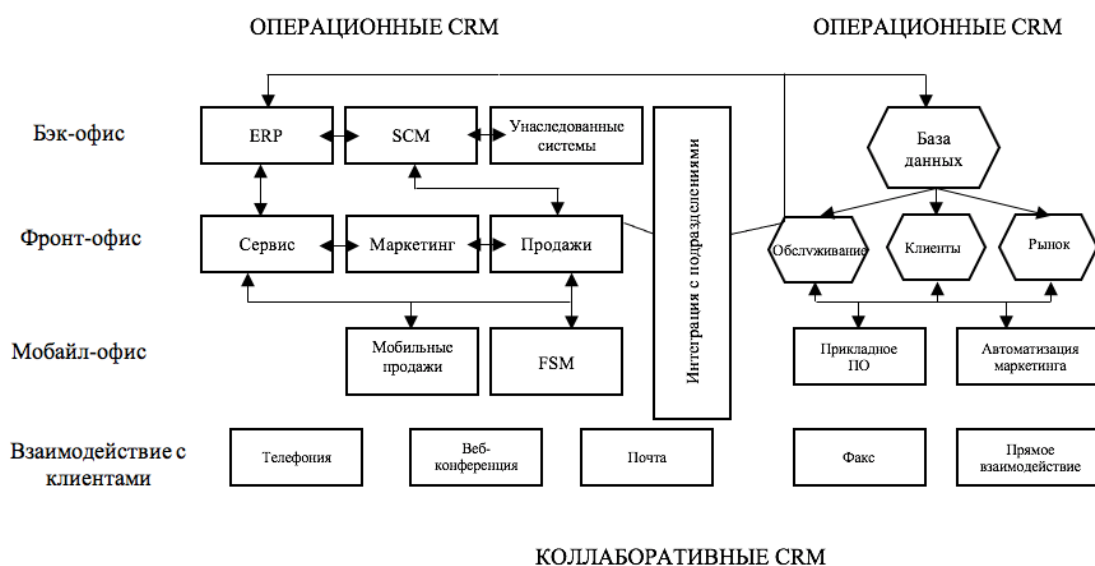 ОПЕРАЦИОННЫЕ CRM
ОПЕРАЦИОННЫЕ CRM
Бэк-офис
ERP
SCM
Унаследованные
системы
База
данных
Интеграция с подразделениями
Фронт-офис
Сервис
Маркетинг
Продажи
Обслуживание
Клиенты
Рынок
Мобайл-офис
Мобильные
продажи
FSM
Прикладное
ПО
Автоматизация
маркетинга
Взаимодействие с
клиентами
Телефония
Веб-
конференция
Почта
Факс
Прямое
взаимодействие
КОЛЛАБОРАТИВНЫЕ CRM